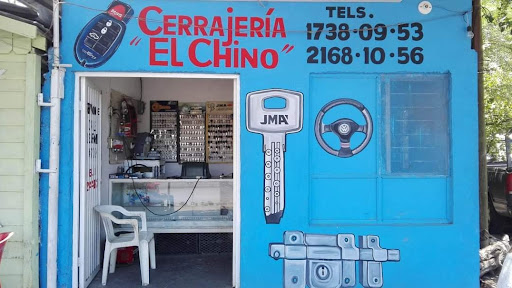 CERRAJERÍA
"EL CHINO"
TELS.
1738-09-53
2168-10-56
JMA